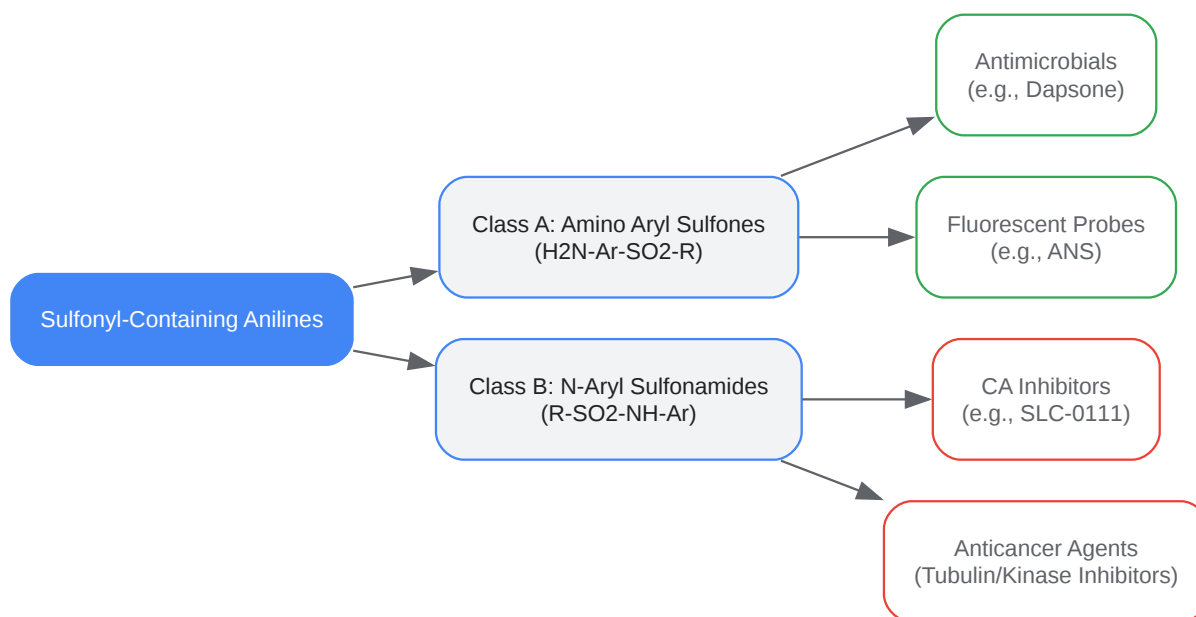 Sulfonyl-Containing Anilines
Class A: Amino Aryl Sulfones
(H2N-Ar-SO2-R)
Class B: N-Aryl Sulfonamides
(R-SO2-NH-Ar)
Antimicrobials
(e.g., Dapsone)
Fluorescent Probes
(e.g., ANS)
CA Inhibitors
(e.g., SLC-0111)
Anticancer Agents
(Tubulin/Kinase Inhibitors)